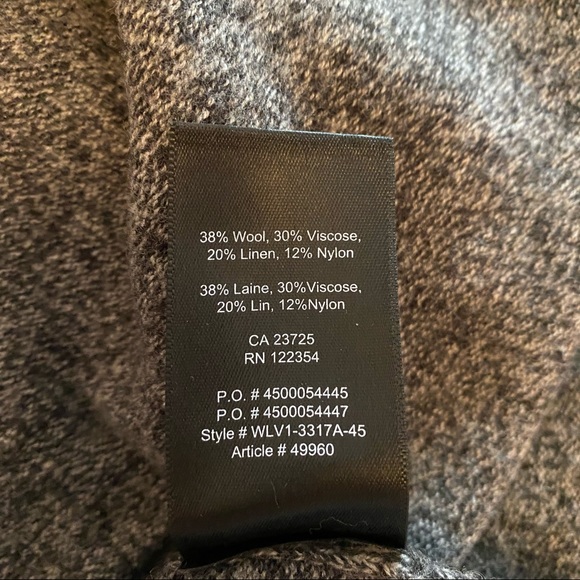 38% Wool, 30% Viscose,
20% Linen, 12% Nylon
38% Laine, 30%Viscose,
20% Lin, 12%Nylon
CA 23725
RN 122354
P.O. # 4500054445
P.O. # 4500054447
Style # WLV1-3317A-45
Article # 49960